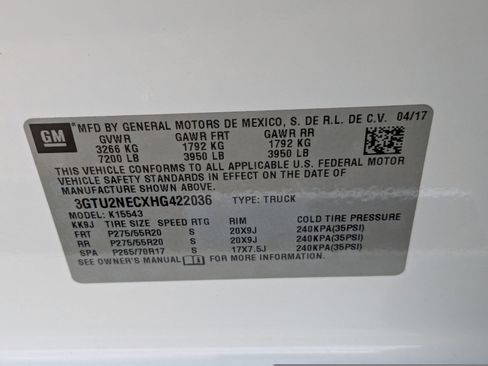 GM
MFD BY GENERAL MOTORS DE MEXICO, S. DE R.L. DE C.V. 04/17
GVWR GAWR FRT GAWR RR
3266 KG 1792 KG 1792 KG
7200 LB 3950 LB 3950 LB
THIS VEHICLE CONFORMS TO ALL APPLICABLE U.S. FEDERAL MOTOR
VEHICLE SAFETY STANDARDS IN EFFECT ON THE DATE OF
MANUFACTURE SHOWN ABOVE.
3GTU2NECXHG422036 TYPE: TRUCK
MODEL: K15543
KK9J TIRE SIZE SPEED RTG RIM COLD TIRE PRESSURE
FRT P275/55R20 S 20X9J 240KPA(35PSI)
RR P275/55R20 S 20X9J 240KPA(35PSI)
SPA P265/70R17 S 17X7.5J 240KPA(35PSI)
SEE OWNER'S MANUAL FOR MORE INFORMATION.